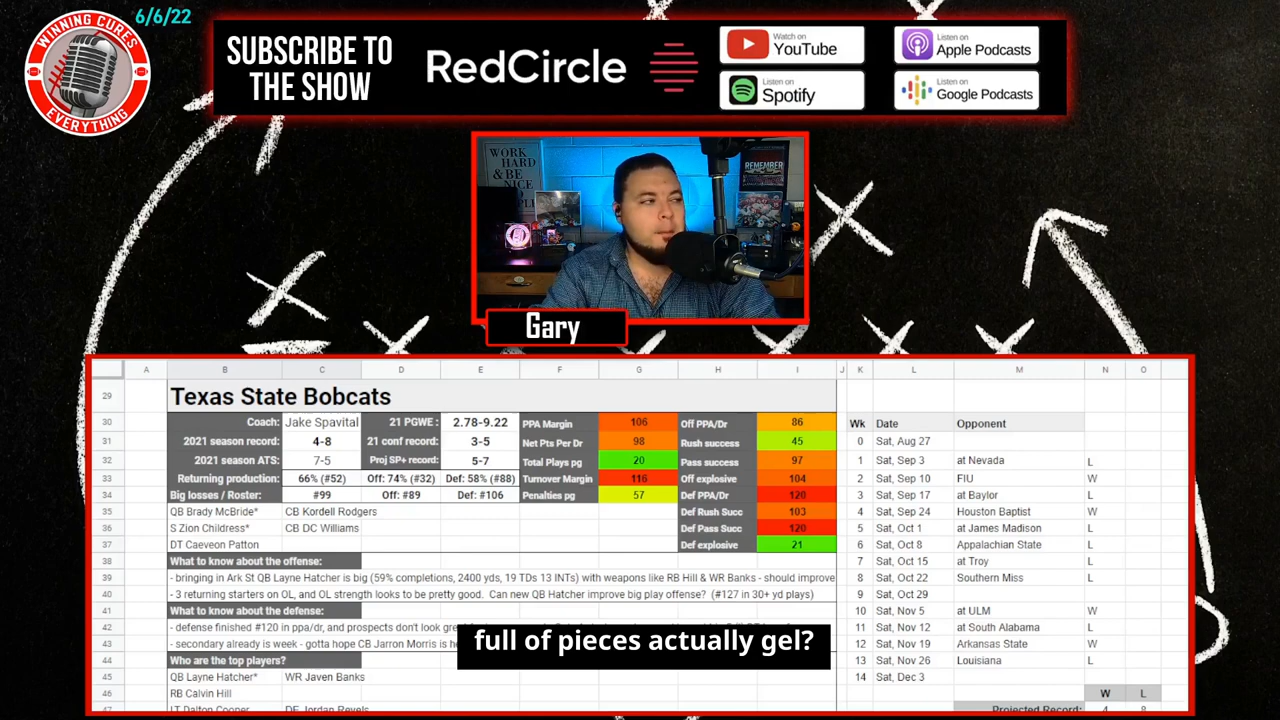 6/6/22
WINNING CURES
EVERYTHING
SUBSCRIBE TO
THE SHOW
RedCircle
Watch on
YouTube
Listen on
Spotify
Listen on
Apple Podcasts
Listen on
Google Podcasts
WORK
HARD
& BE
NICE
REMEMBER
Gary
A B C D E F G H I J K L M N O
29 Texas State Bobcats
30 Coach: Jake Spavital 21 PGWE : 2.78-9.22 PPA Margin 106 Off PPA/Dr 86 Wk Date Opponent
31 2021 season record: 4-8 21 conf record: 3-5 Net Pts Per Dr 98 Rush success 45 0 Sat, Aug 27
32 2021 season ATS: 7-5 Proj SP+ record: 5-7 Total Plays pg 20 Pass success 97 1 Sat, Sep 3 at Nevada L
33 Returning production: 66% (#52) Off: 74% (#32) Def: 58% (#88) Turnover Margin 116 Off explosive 104 2 Sat, Sep 10 FIU W
34 Big losses / Roster: #99 Off: #89 Def: #106 Penalties pg 57 Def PPA/Dr 120 3 Sat, Sep 17 at Baylor L
35 QB Brady McBride* CB Kordell Rodgers Def Rush Succ 103 4 Sat, Sep 24 Houston Baptist W
36 S Zion Childress* CB DC Williams Def Pass Succ 120 5 Sat, Oct 1 at James Madison L
37 DT Caeveon Patton Def explosive 21 6 Sat, Oct 8 Appalachian State L
38 What to know about the offense: 7 Sat, Oct 15 at Troy L
39 - bringing in Ark St QB Layne Hatcher is big (59% completions, 2400 yds, 19 TDs 13 INTs) with weapons like RB Hill & WR Banks - should improve 8 Sat, Oct 22 Southern Miss L
40 - 3 returning starters on OL, and OL strength looks to be pretty good. Can new QB Hatcher improve big play offense? (#127 in 30+ yd plays) 9 Sat, Oct 29
41 What to know about the defense: 10 Sat, Nov 5 at ULM W
42 - defense finished #120 in ppa/dr, and prospects don't look 11 Sat, Nov 12 at South Alabama L
43 - secondary already is week - gotta hope CB Jarron Morris is 12 Sat, Nov 19 Arkansas State W
full of pieces actually gel?
44 Who are the top players? 13 Sat, Nov 26 Louisiana L
45 QB Layne Hatcher* WR Javen Banks 14 Sat, Dec 3
46 RB Calvin Hill W L
47 LT Dalton Cooper DE Jordan Revels Projected Record: 4 8